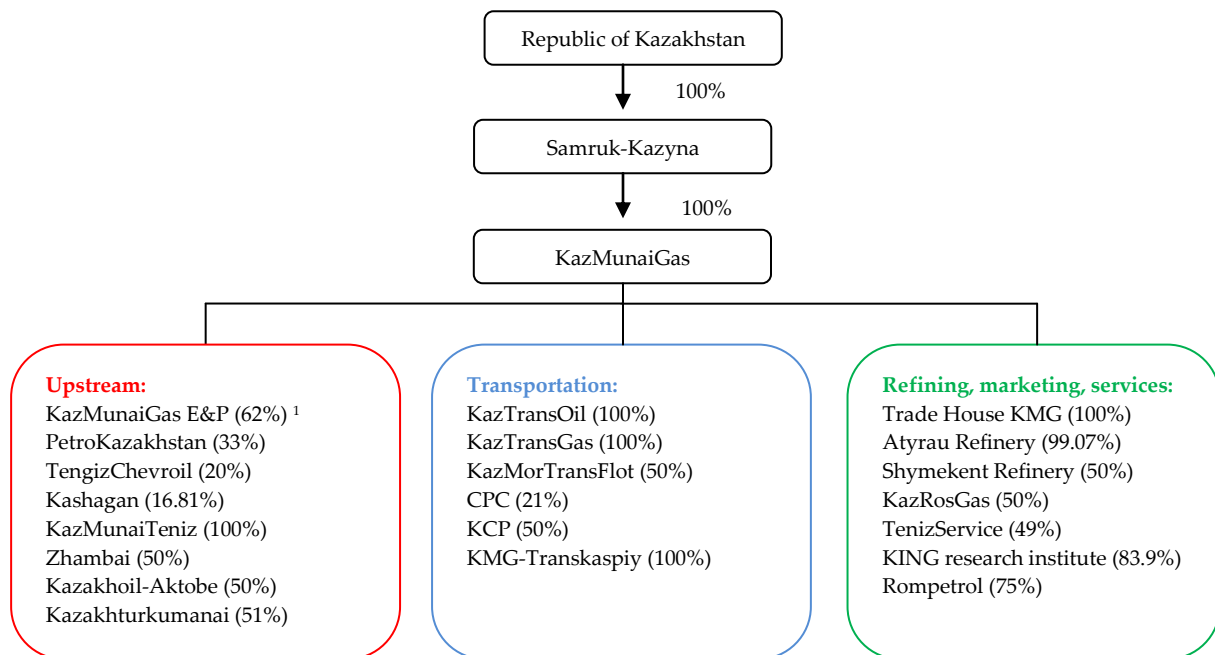 Republic of Kazakhstan
100%
Samruk-Kazyna
100%
KazMunaiGas
Upstream:
KazMunaiGas E&P (62%) ¹
PetroKazakhstan (33%)
TengizChevroil (20%)
Kashagan (16.81%)
KazMunaiTeniz (100%)
Zhambai (50%)
Kazakhoil-Aktobe (50%)
Kazakhturkumanai (51%)
Transportation:
KazTransOil (100%)
KazTransGas (100%)
KazMorTransFlot (50%)
CPC (21%)
KCP (50%)
KMG-Transkaspiy (100%)
Refining, marketing, services:
Trade House KMG (100%)
Atyrau Refinery (99.07%)
Shymekent Refinery (50%)
KazRosGas (50%)
TenizService (49%)
KING research institute (83.9%)
Rompetrol (75%)